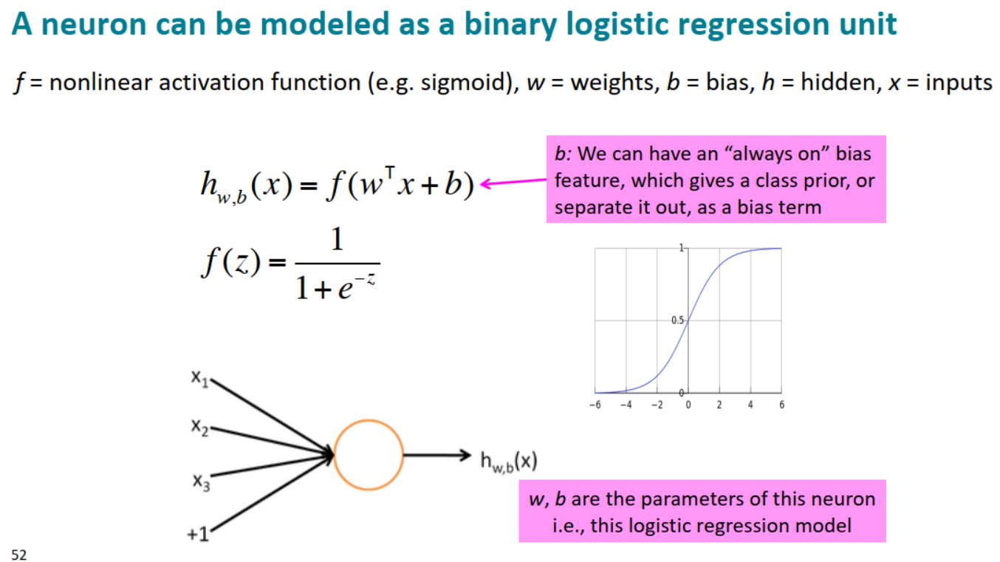 A neuron can be modeled as a binary logistic regression unit
f = nonlinear activation function (e.g. sigmoid), w = weights, b = bias, h = hidden, x = inputs
b: We can have an “always on” bias
feature, which gives a class prior, or
separate it out, as a bias term
h_{w,b}(x) = f(w^T x + b)
f(z) = \frac{1}{1 + e^{-z}}
1
0.5
0
−6 −4 −2 0 2 4 6
x₁
x₂
x₃
+1
h_{w,b}(x)
w, b are the parameters of this neuron
i.e., this logistic regression model
52